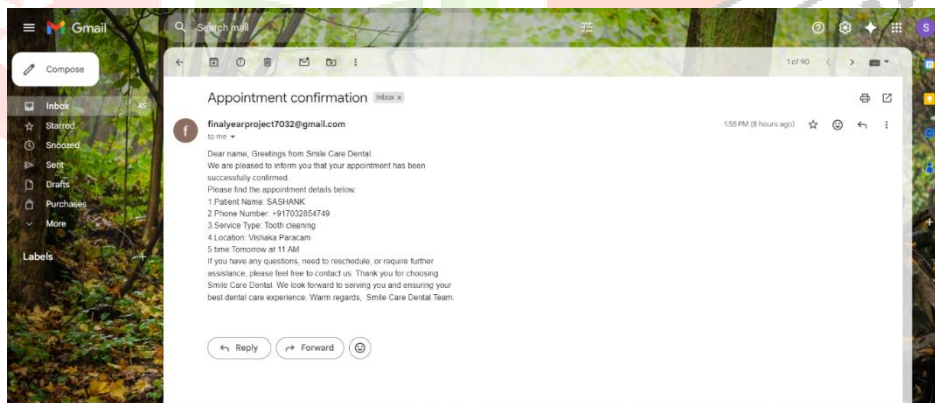 Gmail
Search mail
Compose
1 of 90
Inbox 45
Starred
Snoozed
Sent
Drafts
Purchases
More
Labels
Appointment confirmation Inbox x
f
finalyearproject7032@gmail.com 1:55 PM (8 hours ago)
to me
Dear name, Greetings from Smile Care Dental.
We are pleased to inform you that your appointment has been
successfully confirmed.
Please find the appointment details below:
1.Patient Name: SASHANK
2.Phone Number: +917032854749
3.Service Type: Tooth cleaning
4.Location: Vishaka Paracam
5.time Tomorrow at 11 AM
If you have any questions, need to reschedule, or require further
assistance, please feel free to contact us. Thank you for choosing
Smile Care Dental. We look forward to serving you and ensuring your
best dental care experience. Warm regards, Smile Care Dental Team.
Reply
Forward
S